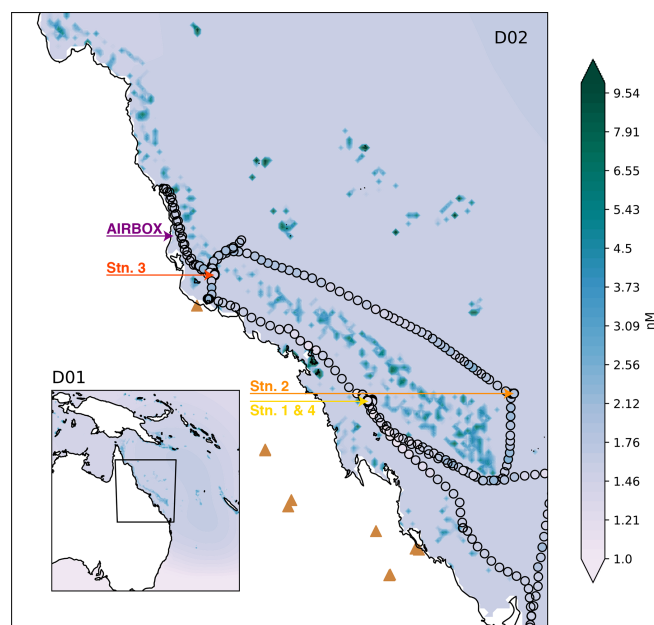 D02
AIRBOX
Stn. 3
Stn. 2
Stn. 1 & 4
D01
9.54
7.91
6.55
5.43
4.5
3.73
3.09
2.56
2.12
1.76
1.46
1.21
1.0
nM